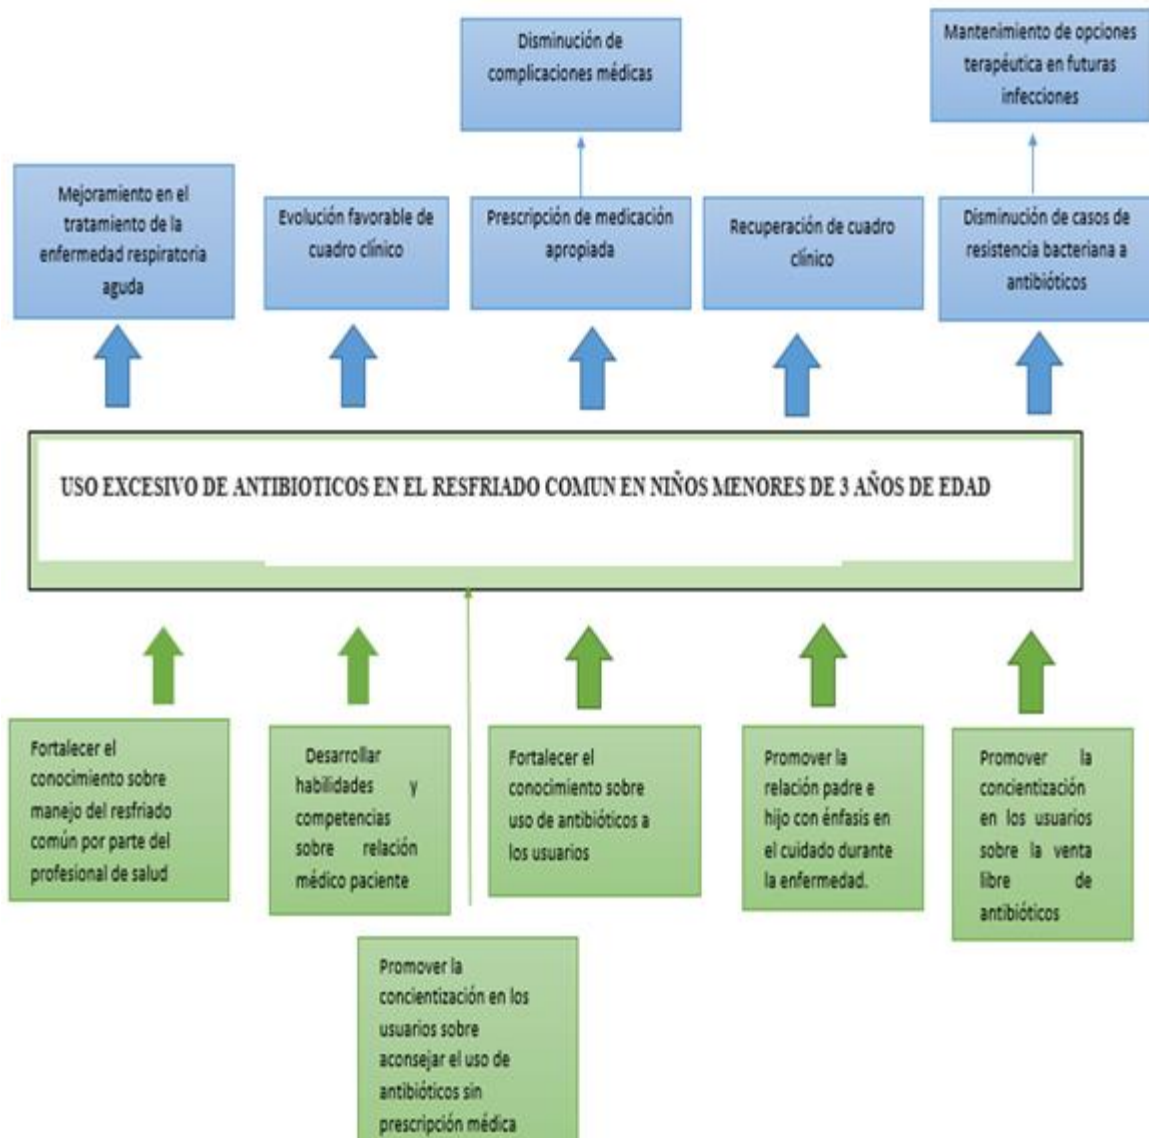 Disminución de
complicaciones médicas
Mantenimiento de opciones
terapéutica en futuras
infecciones
Mejoramiento en el
tratamiento de la
enfermedad respiratoria
aguda
Evolución favorable de
cuadro clínico
Prescripción de medicación
apropiada
Recuperación de cuadro
clínico
Disminución de casos de
resistencia bacteriana a
antibióticos
USO EXCESIVO DE ANTIBIOTICOS EN EL RESFRIADO COMUN EN NIÑOS MENORES DE 3 AÑOS DE EDAD
Fortalecer el
conocimiento sobre
manejo del resfriado
común por parte del
profesional de salud
Desarrollar
habilidades y
competencias
sobre relación
médico paciente
Fortalecer el
conocimiento sobre
uso de antibióticos a
los usuarios
Promover la
relación padre e
hijo con énfasis en
el cuidado durante
la enfermedad.
Promover la
concientización
en los usuarios
sobre la venta
libre de
antibióticos
Promover la
concientización en los
usuarios sobre
aconsejar el uso de
antibióticos sin
prescripción médica